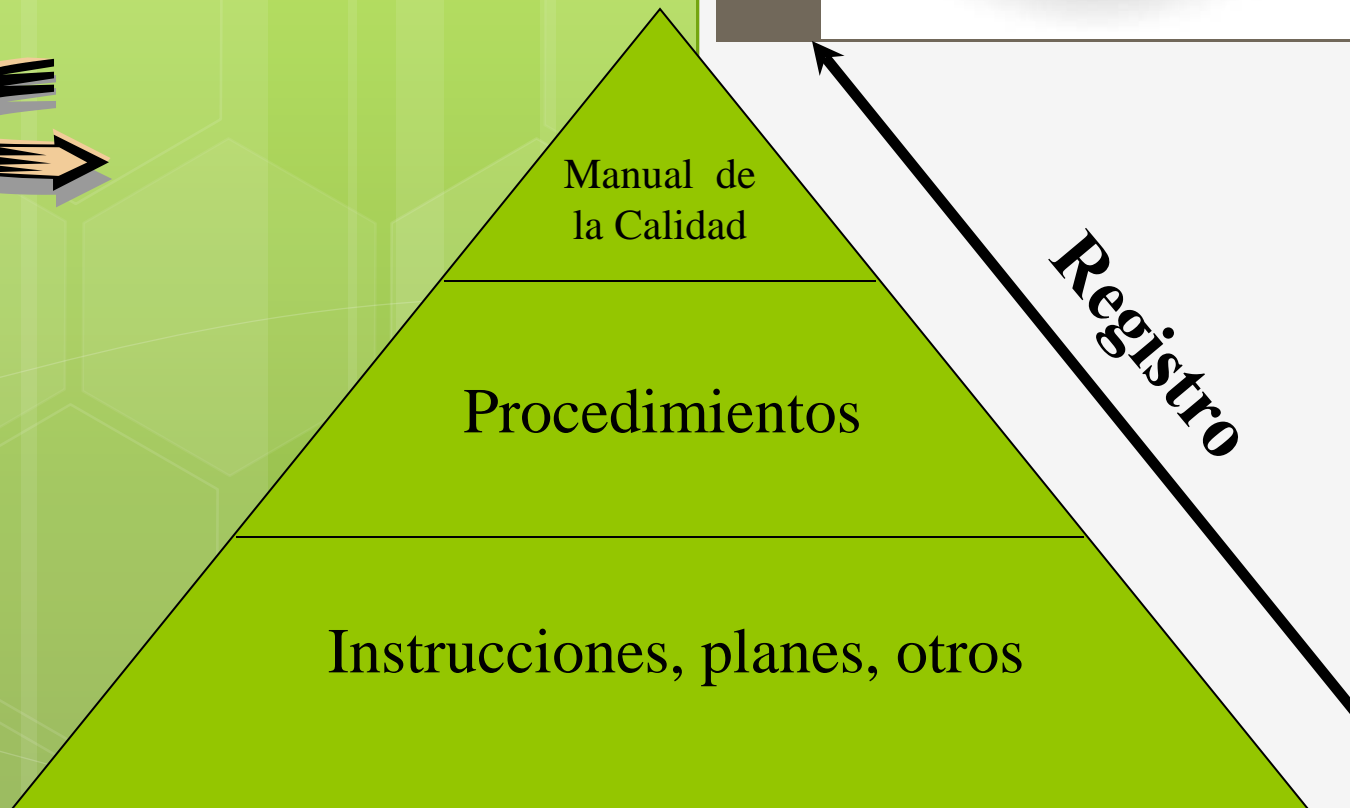 Manual de
la Calidad
Procedimientos
Instrucciones, planes, otros
Registro